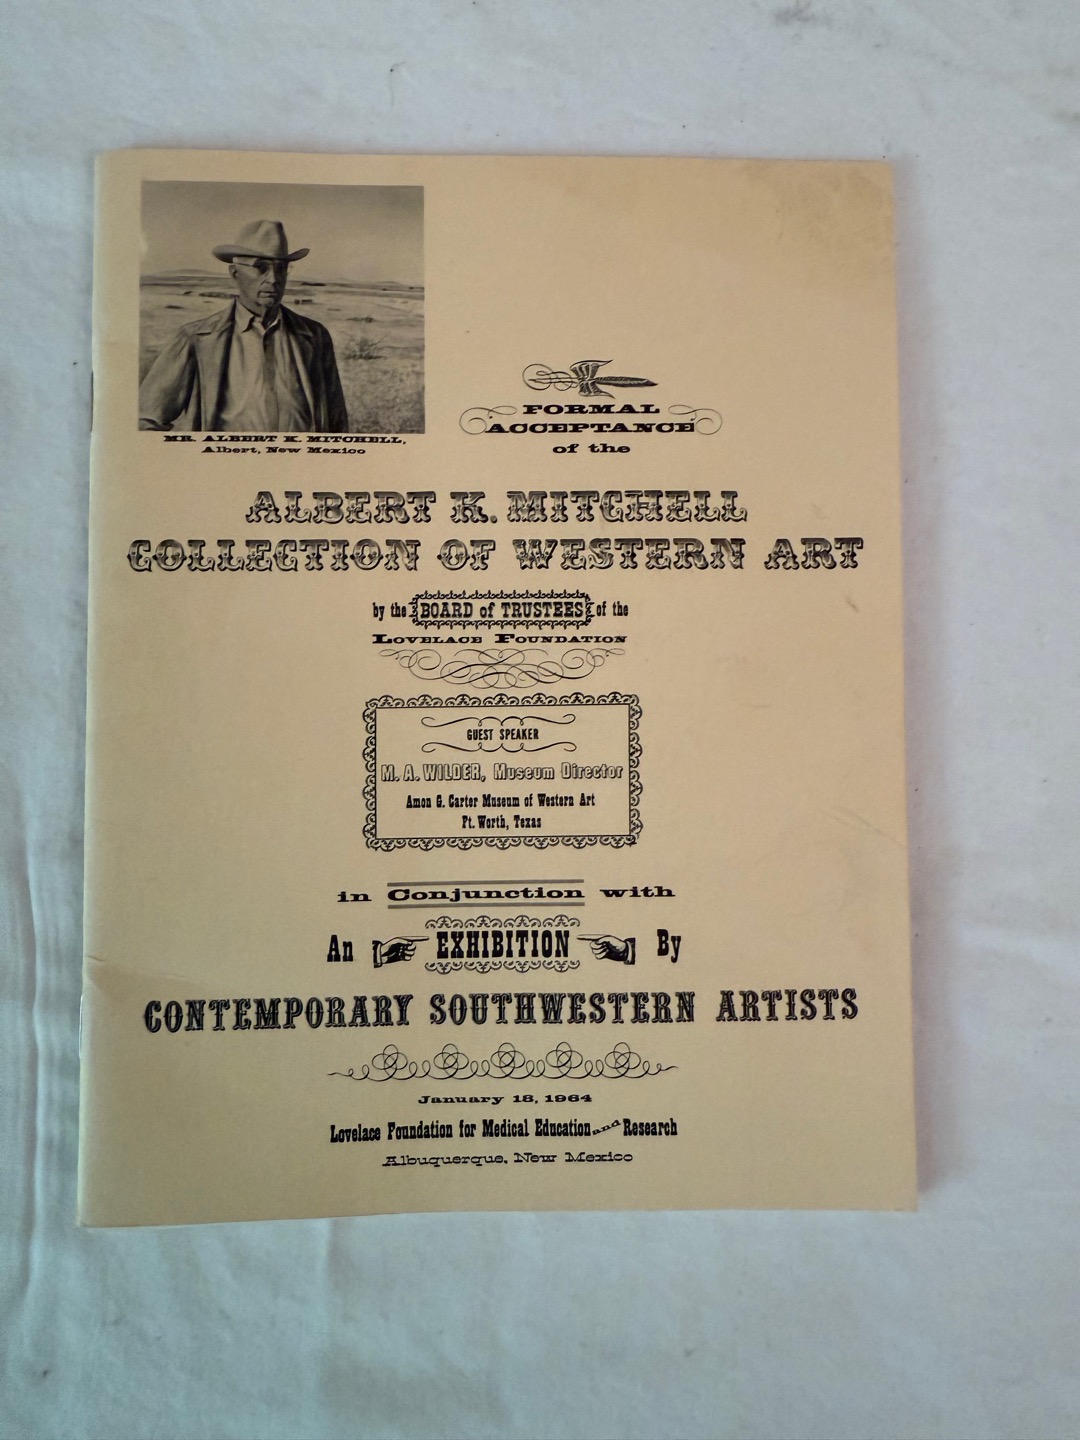 MR. ALBERT K. MITCHELL,
Albert, New Mexico
FORMAL
ACCEPTANCE
of the
ALBERT K. MITCHELL
COLLECTION OF WESTERN ART
by the BOARD of TRUSTEES of the
LOVELACE FOUNDATION
GUEST SPEAKER
M. A. WILDER, Museum Director
Amon G. Carter Museum of Western Art
Ft. Worth, Texas
in Conjunction with
An EXHIBITION By
CONTEMPORARY SOUTHWESTERN ARTISTS
January 18, 1964
Lovelace Foundation for Medical Education and Research
Albuquerque, New Mexico